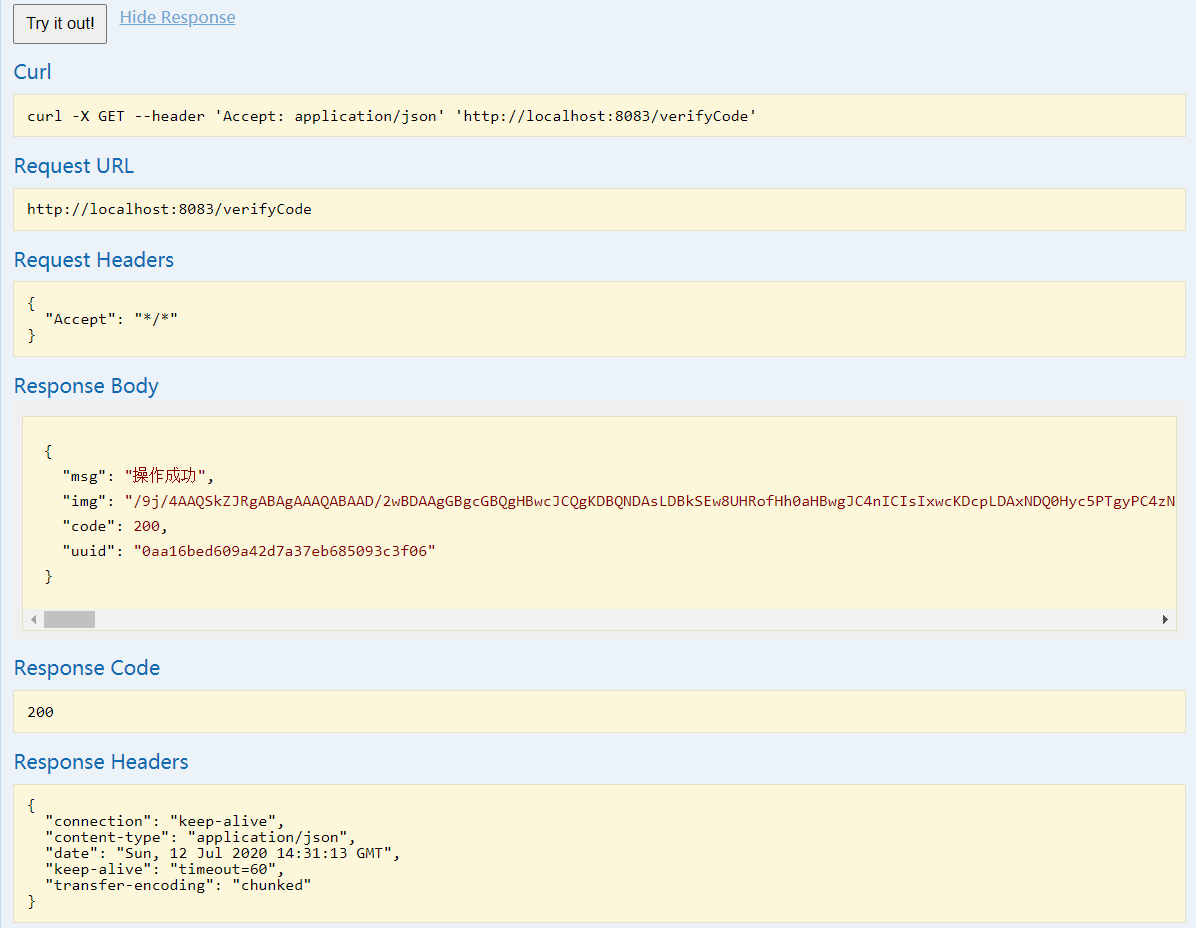 Try it out!
Hide Response
Curl
curl -X GET --header 'Accept: application/json' 'http://localhost:8083/verifyCode'
Request URL
http://localhost:8083/verifyCode
Request Headers
{
"Accept": "*/*"
}
Response Body
{
"msg": "操作成功",
"img": "/9j/4AAQSkZJRgABAgAAAQABAAD/2wBDAAgGBgcGBQgHBwcJCQgKDBQNDAsLDBkSEw8UHRofHh0aHBwgJC4nICIsIxwcKDcpLDAxNDQ0Hyc5PTgyPC4zN
"code": 200,
"uuid": "0aa16bed609a42d7a37eb685093c3f06"
}
Response Code
200
Response Headers
{
"connection": "keep-alive",
"content-type": "application/json",
"date": "Sun, 12 Jul 2020 14:31:13 GMT",
"keep-alive": "timeout=60",
"transfer-encoding": "chunked"
}